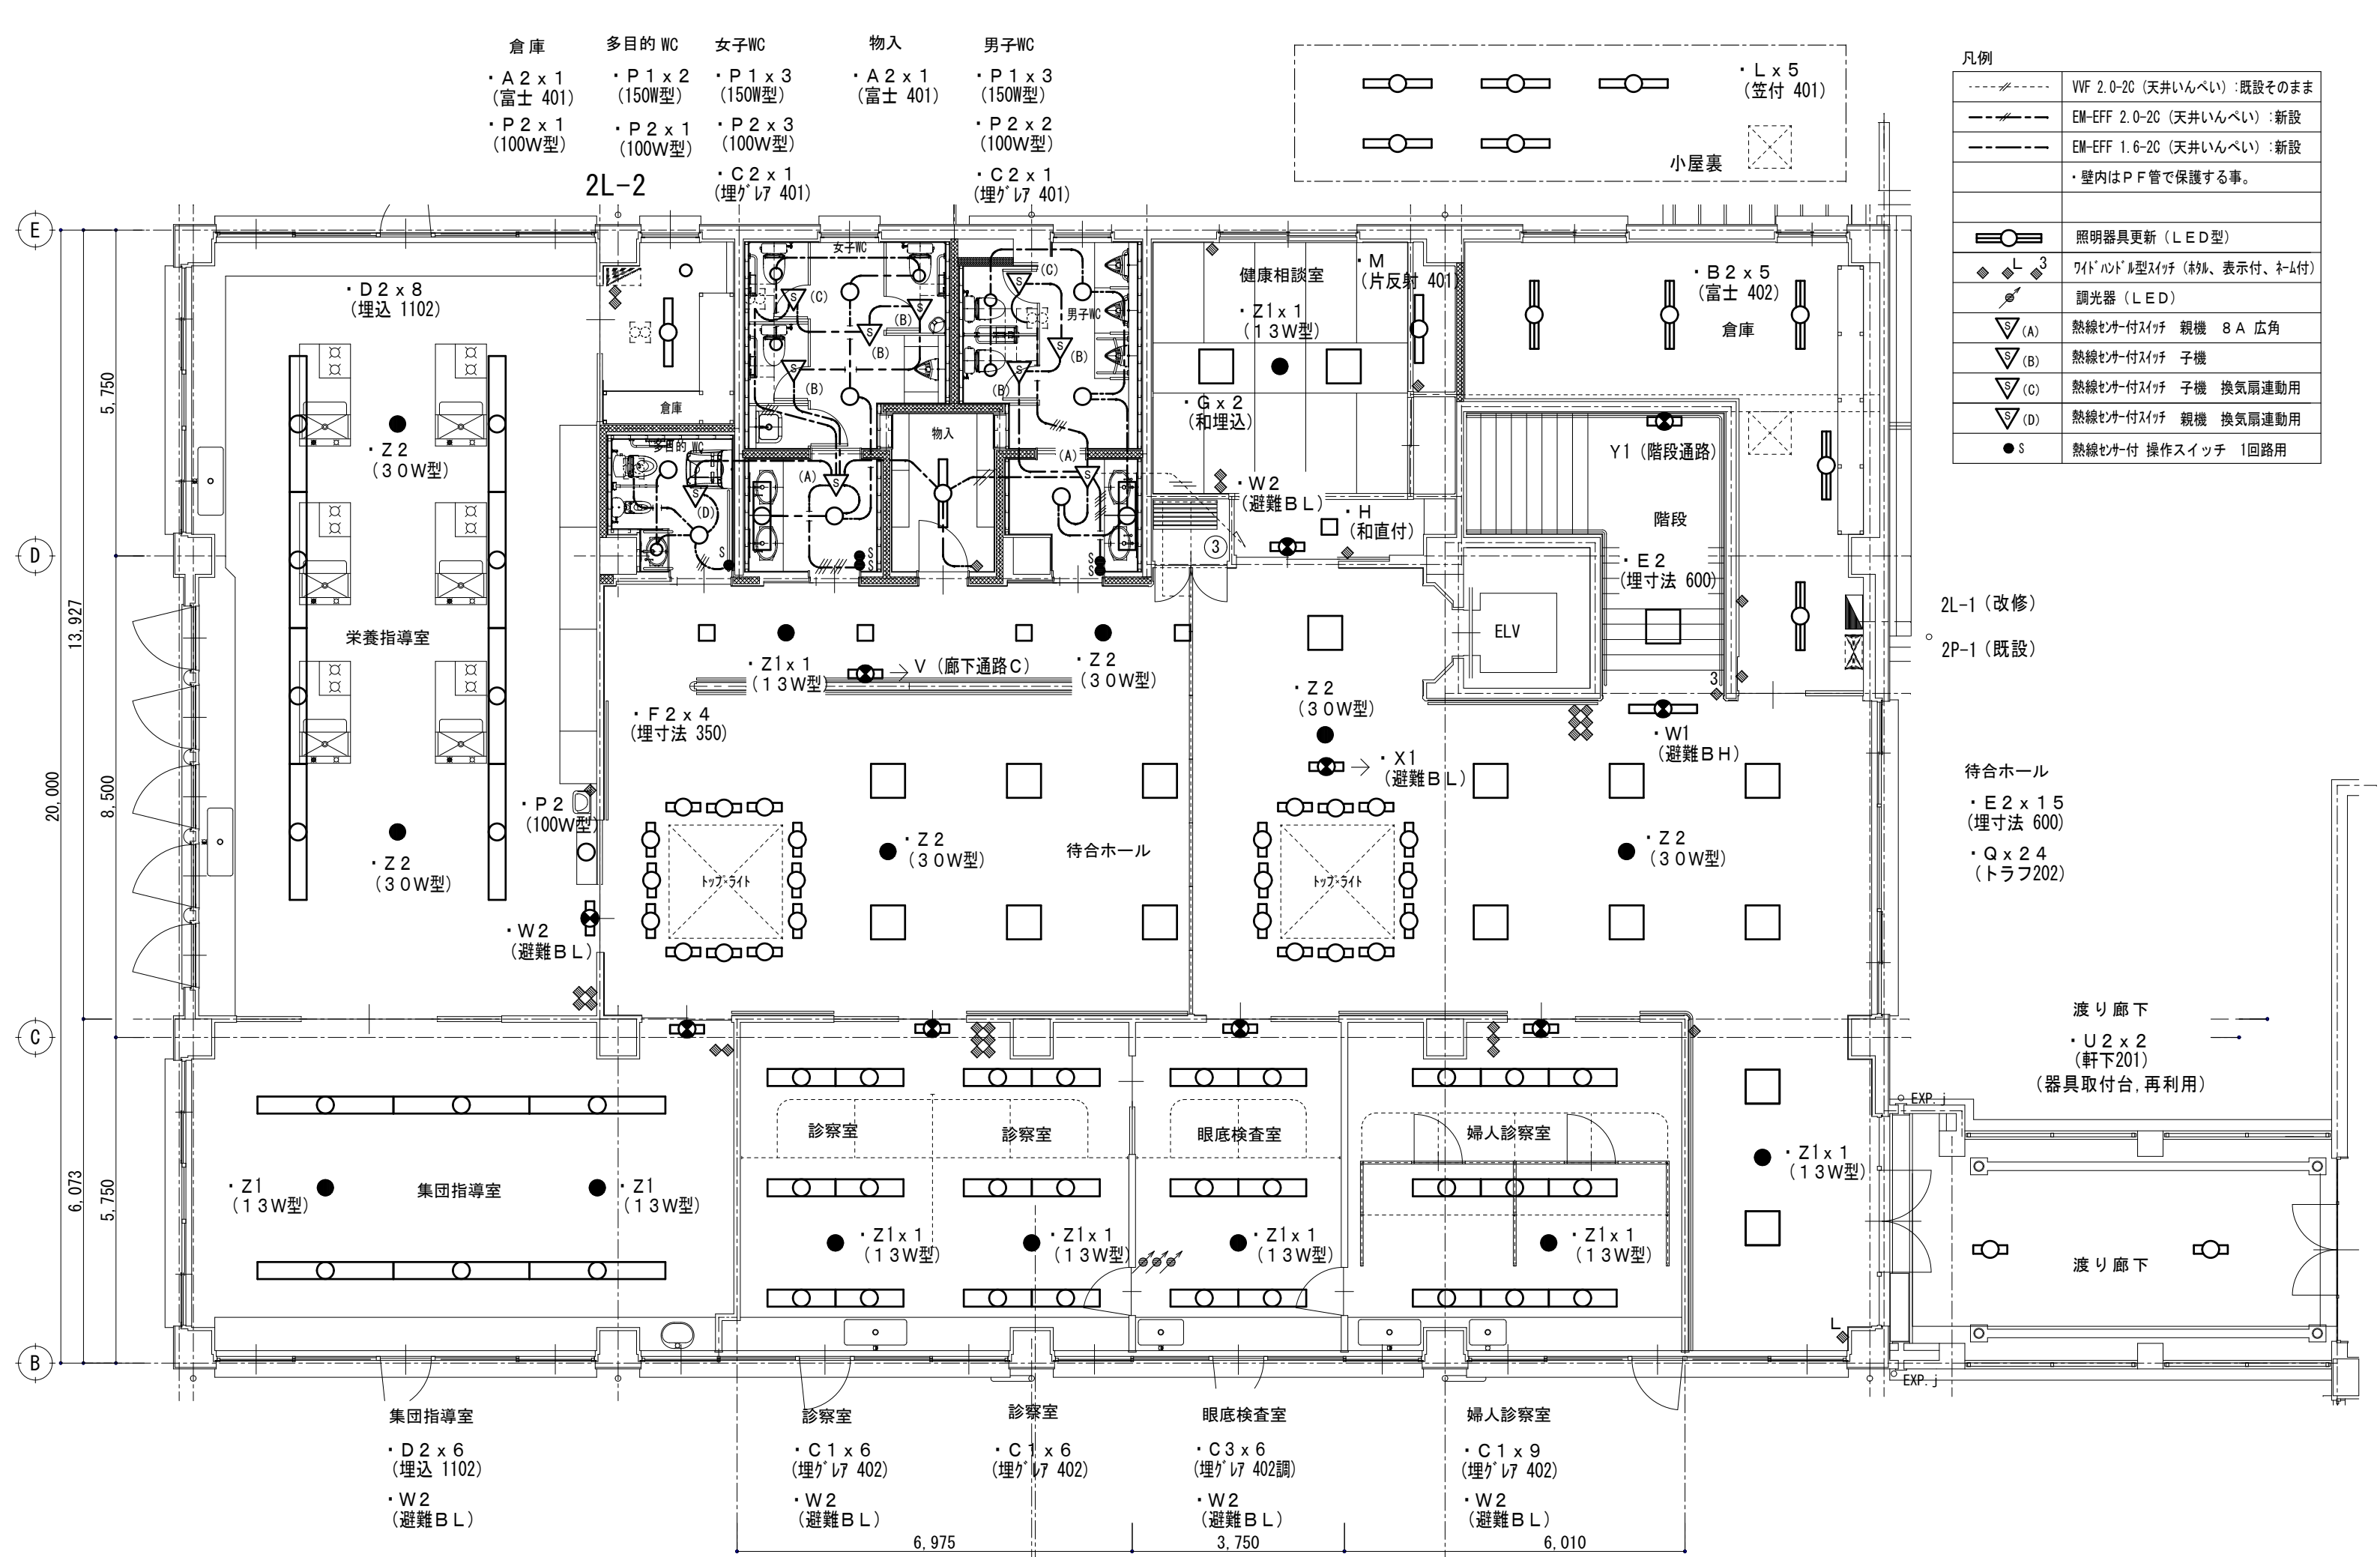 倉庫
・A2x1
(富士 401)
・P2x1
(100W型)
多目的 WC
・P1x2
(150W型)
・P2x1
(100W型)
女子WC
・P1x3
(150W型)
・P2x3
(100W型)
・C2x1
(埋ｸﾞﾚｱ 401)
物入
・A2x1
(富士 401)
男子WC
・P1x3
(150W型)
・P2x2
(100W型)
・C2x1
(埋ｸﾞﾚｱ 401)
2L-2
・Lx5
(笠付 401)
小屋裏
凡例
VVF 2.0-2C (天井いんぺい) :既設そのまま
EM-EFF 2.0-2C (天井いんぺい) :新設
EM-EFF 1.6-2C (天井いんぺい) :新設
・壁内はPF管で保護する事。
照明器具更新 (LED型)
L 3
ﾜｲﾄﾞﾊﾝﾄﾞﾙ型ｽｲｯﾁ (ﾎﾀﾙ、表示付、ﾈｰﾑ付)
調光器 (LED)
S (A) 熱線ｾﾝｻｰ付ｽｲｯﾁ 親機 8A 広角
S (B) 熱線ｾﾝｻｰ付ｽｲｯﾁ 子機
S (C) 熱線ｾﾝｻｰ付ｽｲｯﾁ 子機 換気扇連動用
S (D) 熱線ｾﾝｻｰ付ｽｲｯﾁ 親機 換気扇連動用
S 熱線ｾﾝｻｰ付 操作スイッチ 1回路用
E
D
C
B
5,750
8,500
5,750
13,927
6,073
20,000
・D2x8
(埋込 1102)
・Z2
(30W型)
栄養指導室
・Z2
(30W型)
・P2
(100W型)
・W2
(避難BL)
倉庫
多目的 WC
S
(D)
S
女子WC
S
(C)
S
(B)
S
(B)
S
(B)
(A)
S
S
S
物入
男子WC
S
(C)
S
(B)
S
(B)
(A)
S
S
S
健康相談室
・Z1x1
(13W型)
・M
(片反射 401)
・Gx2
(和埋込)
・W2
(避難BL)
・H
(和直付)
3
・B2x5
(富士 402)
倉庫
Y1 (階段通路)
階段
・E2
(埋寸法 600)
ELV
2L-1 (改修)
2P-1 (既設)
3
・Z1x1
(13W型)
V (廊下通路C)
・Z2
(30W型)
・F2x4
(埋寸法 350)
・Z2
(30W型)
・X1
(避難BL)
・W1
(避難BH)
ﾄｯﾌﾟﾗｲﾄ
・Z2
(30W型)
待合ホール
ﾄｯﾌﾟﾗｲﾄ
・Z2
(30W型)
待合ホール
・E2x15
(埋寸法 600)
・Qx24
(トラフ202)
渡り廊下
・U2x2
(軒下201)
(器具取付台,再利用)
EXP.j
渡り廊下
EXP.j
・Z1
(13W型)
集団指導室
・Z1
(13W型)
診察室
診察室
眼底検査室
婦人診察室
・Z1x1
(13W型)
・Z1x1
(13W型)
・Z1x1
(13W型)
・Z1x1
(13W型)
・Z1x1
(13W型)
L
集団指導室
・D2x6
(埋込 1102)
・W2
(避難BL)
診察室
・C1x6
(埋ｸﾞﾚｱ 402)
・W2
(避難BL)
診察室
・C1x6
(埋ｸﾞﾚｱ 402)
眼底検査室
・C3x6
(埋ｸﾞﾚｱ 402調)
・W2
(避難BL)
婦人診察室
・C1x9
(埋ｸﾞﾚｱ 402)
・W2
(避難BL)
6,975
3,750
6,010